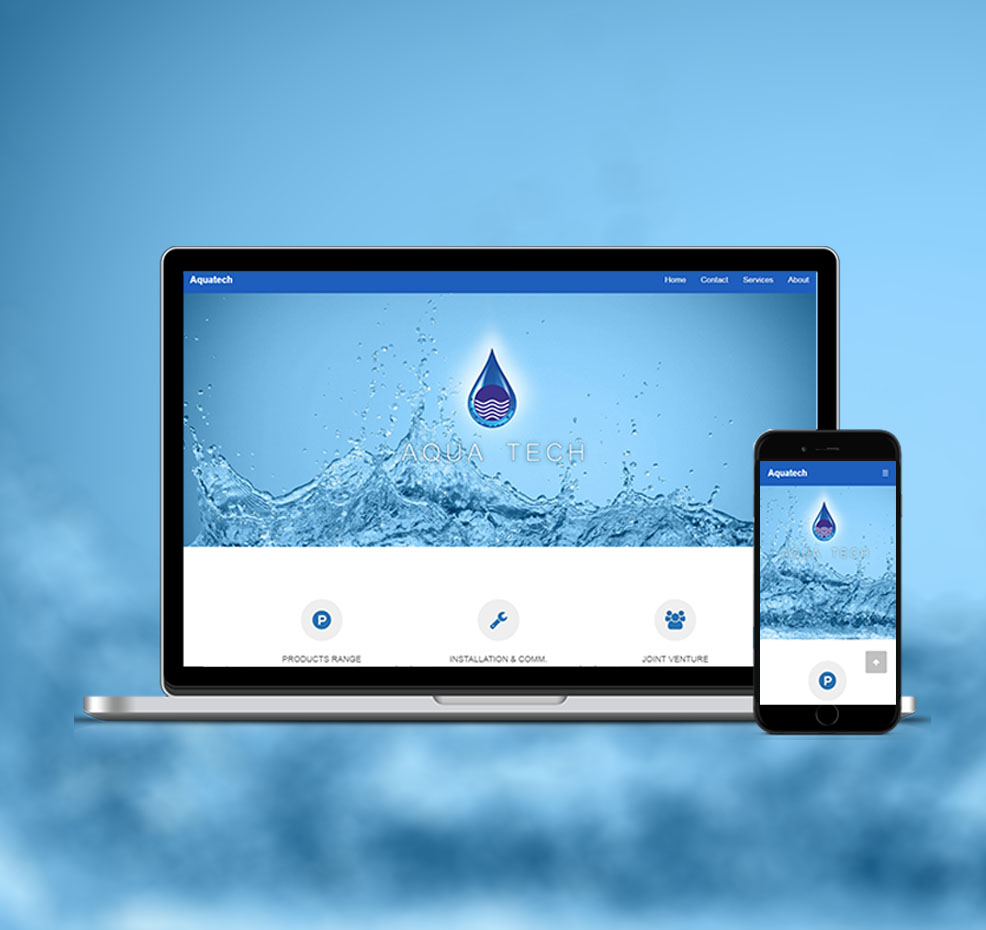 Aquatech Home Contact Services About
AQUA TECH
P
PRODUCTS RANGE INSTALLATION & COMM. JOINT VENTURE
Aquatech
AQUA TECH
P